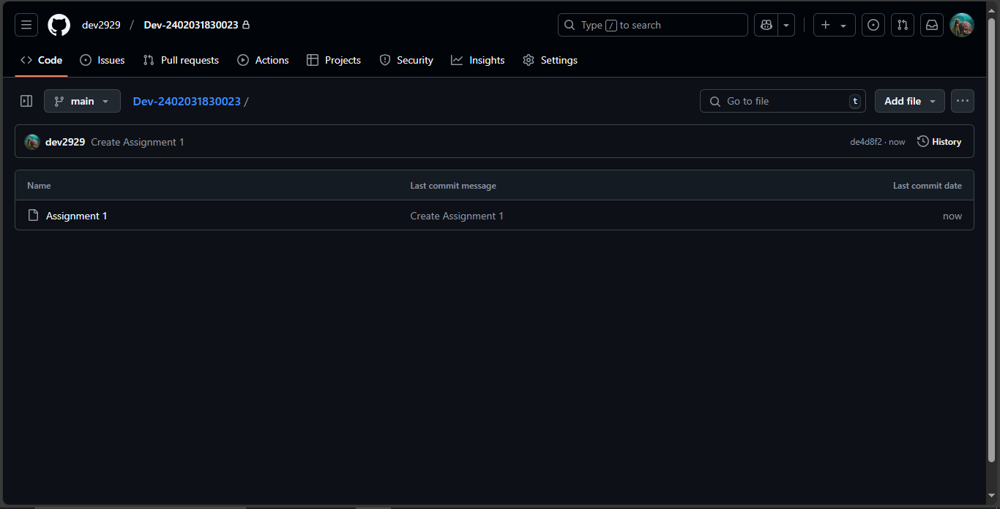 dev2929 / Dev-2402031830023 Type / to search
Code Issues Pull requests Actions Projects Security Insights Settings
main Dev-2402031830023 / Go to file t Add file
dev2929 Create Assignment 1 de4d8f2 · now History
Name Last commit message Last commit date
Assignment 1 Create Assignment 1 now